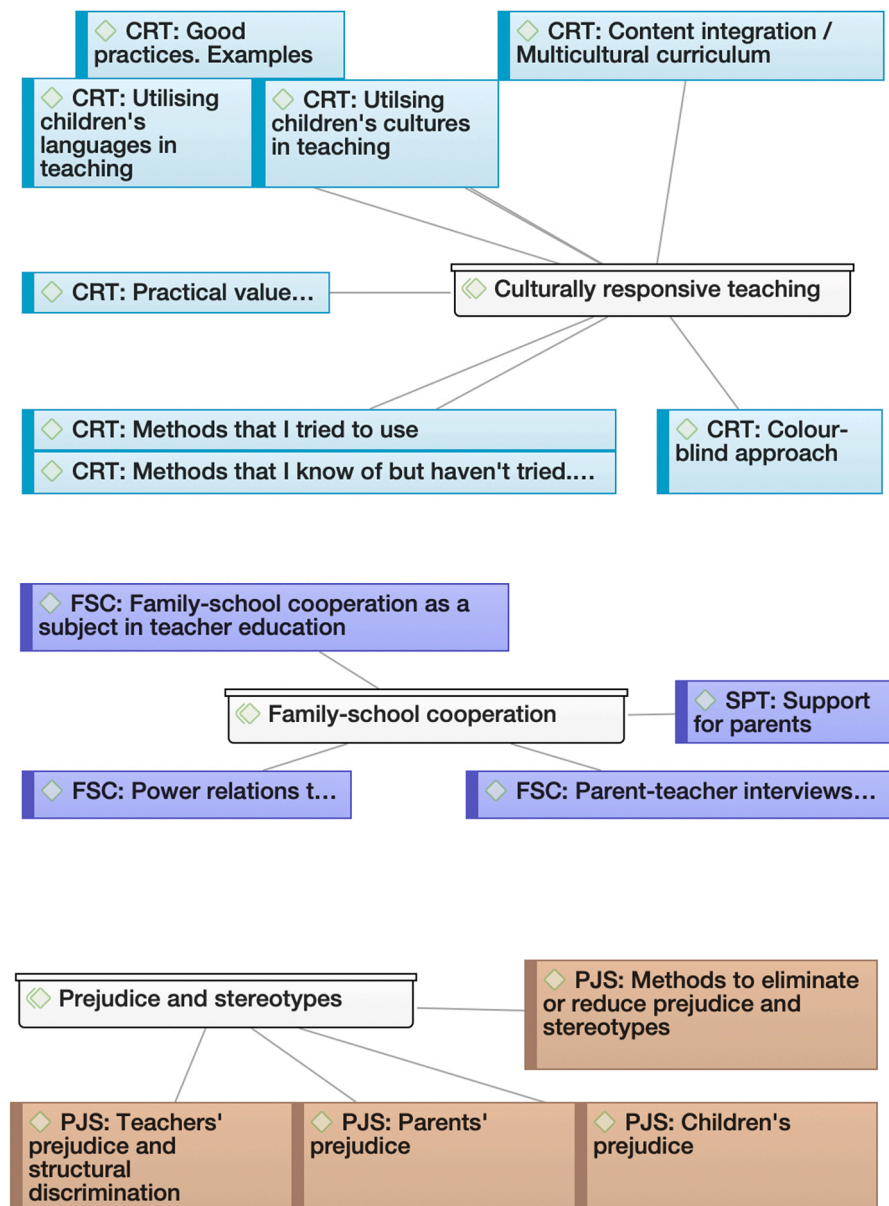 CRT: Good
practices. Examples
CRT: Content integration /
Multicultural curriculum
CRT: Utilising
children's
languages in
teaching
CRT: Utilsing
children's cultures
in teaching
CRT: Practical value...
Culturally responsive teaching
CRT: Methods that I tried to use
CRT: Methods that I know of but haven't tried....
CRT: Colour-
blind approach
FSC: Family-school cooperation as a
subject in teacher education
Family-school cooperation
SPT: Support
for parents
FSC: Power relations t...
FSC: Parent-teacher interviews...
Prejudice and stereotypes
PJS: Methods to eliminate
or reduce prejudice and
stereotypes
PJS: Teachers'
prejudice and
structural
discrimination
PJS: Parents'
prejudice
PJS: Children's
prejudice